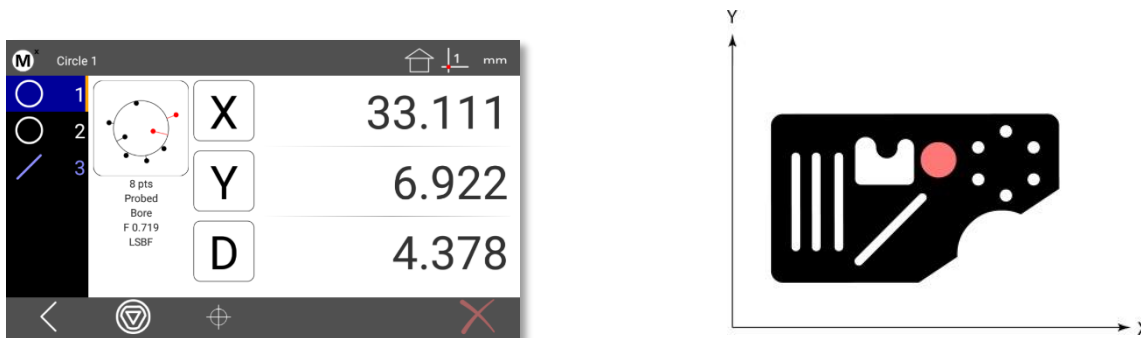 Mx Circle 1 1 mm
1
2
3
8 pts
Probed
Bore
F 0.719
LSBF
X 33.111
Y 6.922
D 4.378
Y
X